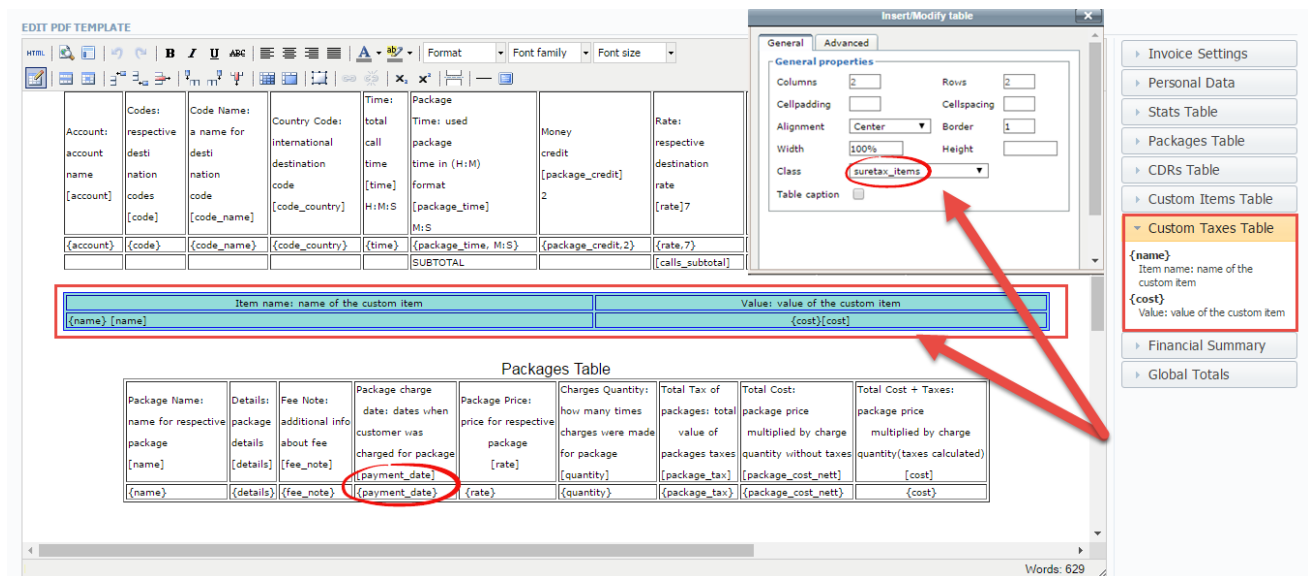 EDIT PDF TEMPLATE
HTML
B I U ABC
A ab
Format
Font family
Font size
Account:
account
name
[account]
Codes:
respective
desti
nation
codes
[code]
Code Name:
a name for
desti
nation
code
[code_name]
Country Code:
international
destination
code
[code_country]
Time:
total
call
time
[time]
H:M:S
Package
Time: used
package
time in (H:M)
format
[package_time]
M:S
Money
credit
[package_credit]
2
Rate:
respective
destination
rate
[rate]7
{account} {code} {code_name} {code_country} {time} {package_time, M:S} {package_credit,2} {rate,7}
SUBTOTAL [calls_subtotal]
Insert/Modify table
General Advanced
General properties
Columns 2 Rows 2
Cellpadding Cellspacing
Alignment Center Border 1
Width 100% Height
Class suretax_items
Table caption
Item name: name of the custom item Value: value of the custom item
{name} [name] {cost}[cost]
Packages Table
Package Name:
name for respective
package
[name]
Details:
package
details
[details]
Fee Note:
additional info
about fee
[fee_note]
Package charge
date: dates when
customer was
charged for package
[payment_date]
Package Price:
price for respective
package
[rate]
Charges Quantity:
how many times
charges were made
for package
[quantity]
Total Tax of
packages: total
value of
packages taxes
[package_tax]
Total Cost:
package price
multiplied by charge
quantity without taxes
[package_cost_nett]
Total Cost + Taxes:
package price
multiplied by charge
quantity(taxes calculated)
[cost]
{name} {details} {fee_note} {payment_date} {rate} {quantity} {package_tax} {package_cost_nett} {cost}
Words: 629
Invoice Settings
Personal Data
Stats Table
Packages Table
CDRs Table
Custom Items Table
Custom Taxes Table
{name}
Item name: name of the
custom item
{cost}
Value: value of the custom item
Financial Summary
Global Totals